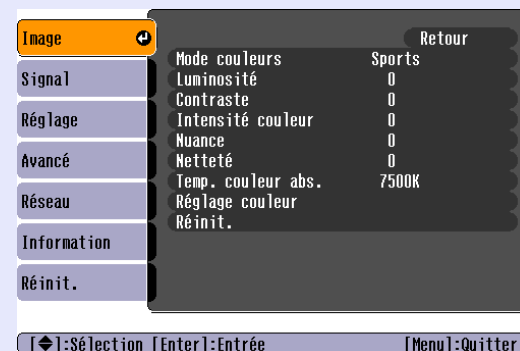 Image
Signal
Réglage
Avancé
Réseau
Information
Réinit.
Retour
Mode couleurs Sports
Luminosité 0
Contraste 0
Intensité couleur 0
Nuance 0
Netteté 0
Temp. couleur abs. 7500K
Réglage couleur
Réinit.
[◆]:Sélection [Enter]:Entrée [Menu]:Quitter